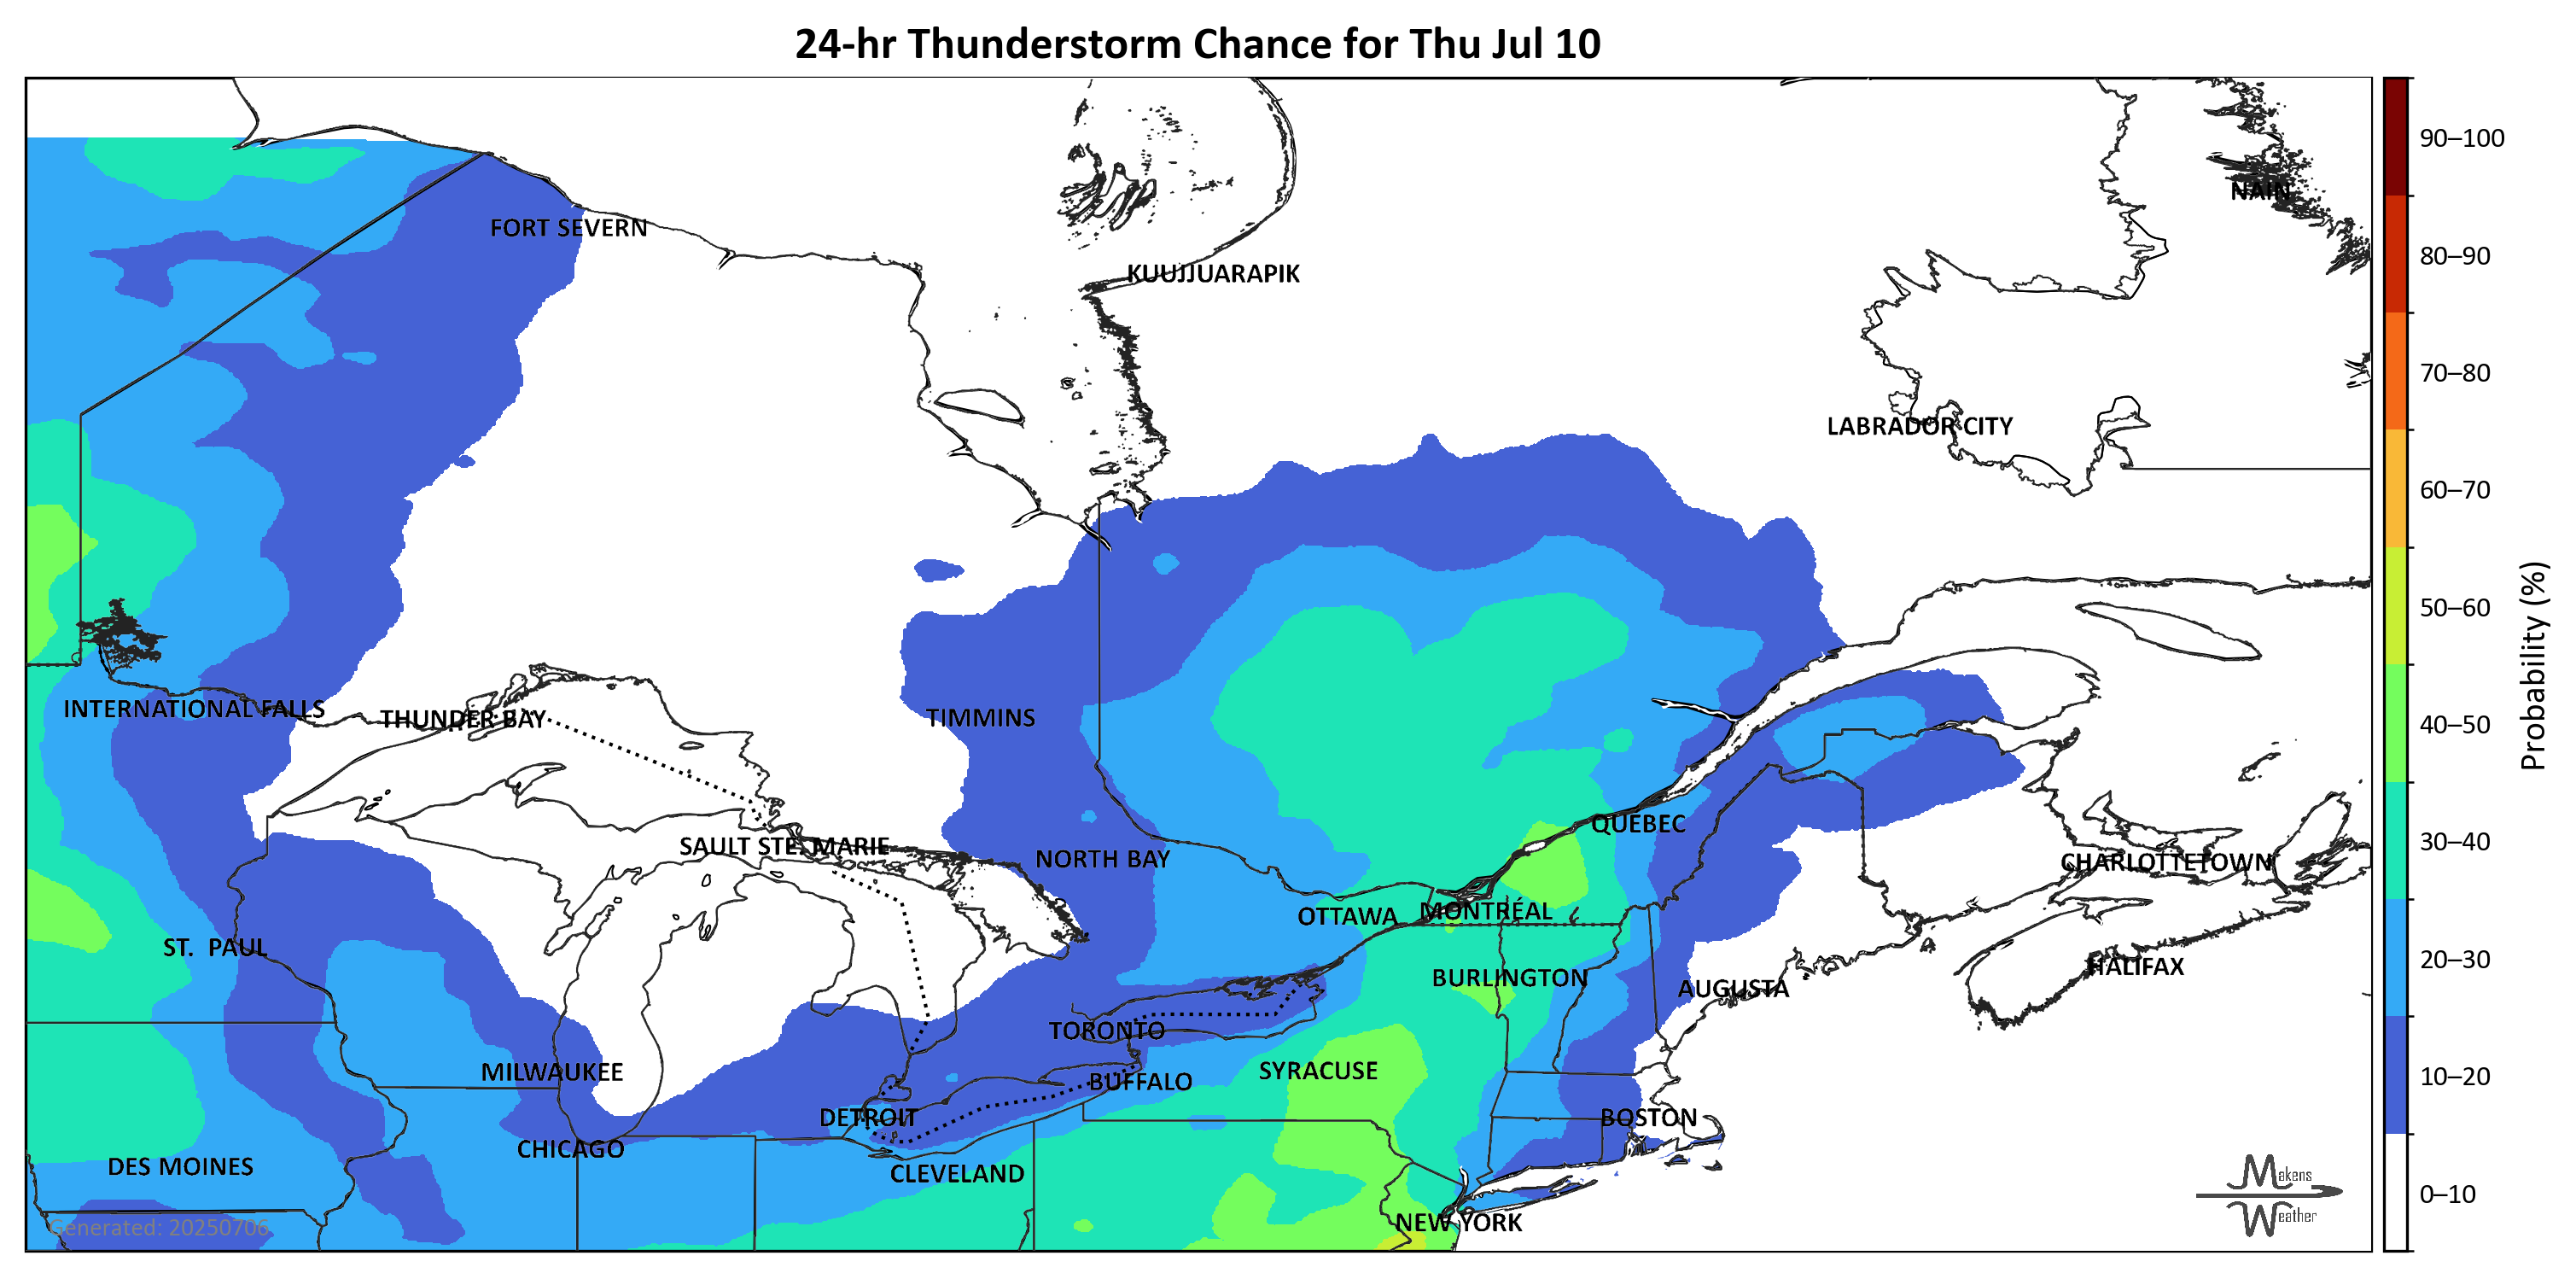 24-hr Thunderstorm Chance for Thu Jul 10
90–100
NAIN
FORT SEVERN
80–90
KUUJJUARAPIK
70–80
LABRADOR CITY
60–70
50–60
INTERNATIONAL FALLS
THUNDER BAY
TIMMINS
40–50
Probability (%)
QUEBEC
30–40
SAULT STE. MARIE
NORTH BAY
CHARLOTTETOWN
OTTAWA
MONTRÉAL
ST. PAUL
20–30
HALIFAX
BURLINGTON
AUGUSTA
TORONTO
MILWAUKEE
SYRACUSE
BUFFALO
10–20
DETROIT
BOSTON
CHICAGO
DES MOINES
CLEVELAND
Makens
Weather
0–10
NEW YORK
Generated: 20250706